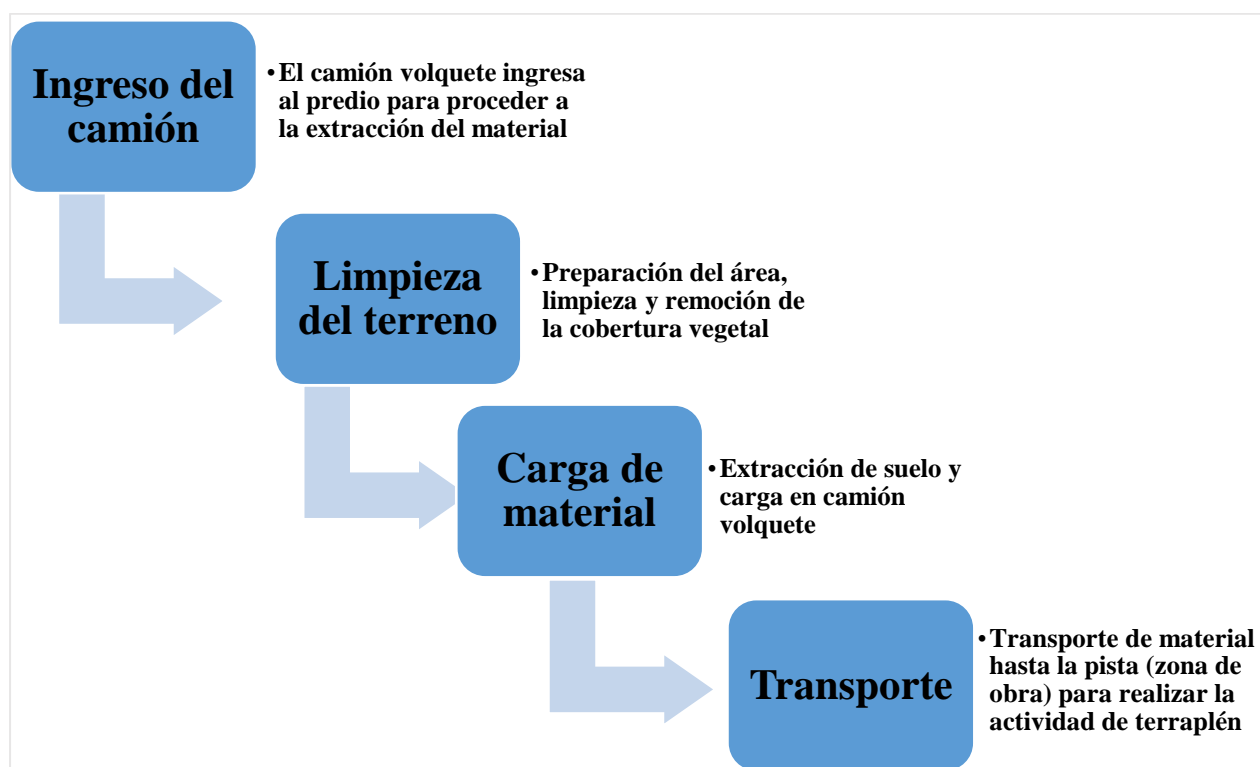 Ingreso del
camión
•El camión volquete ingresa
al predio para proceder a
la extracción del material
Limpieza
del terreno
•Preparación del área,
limpieza y remoción de
la cobertura vegetal
Carga de
material
•Extracción de suelo y
carga en camión
volquete
Transporte
•Transporte de material
hasta la pista (zona de
obra) para realizar la
actividad de terraplén